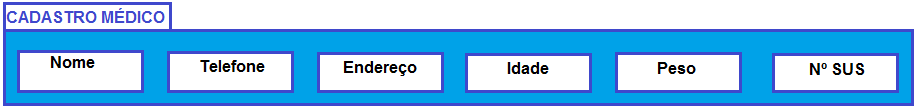 CADASTRO MÉDICO
Nome Telefone Endereço Idade Peso Nº SUS